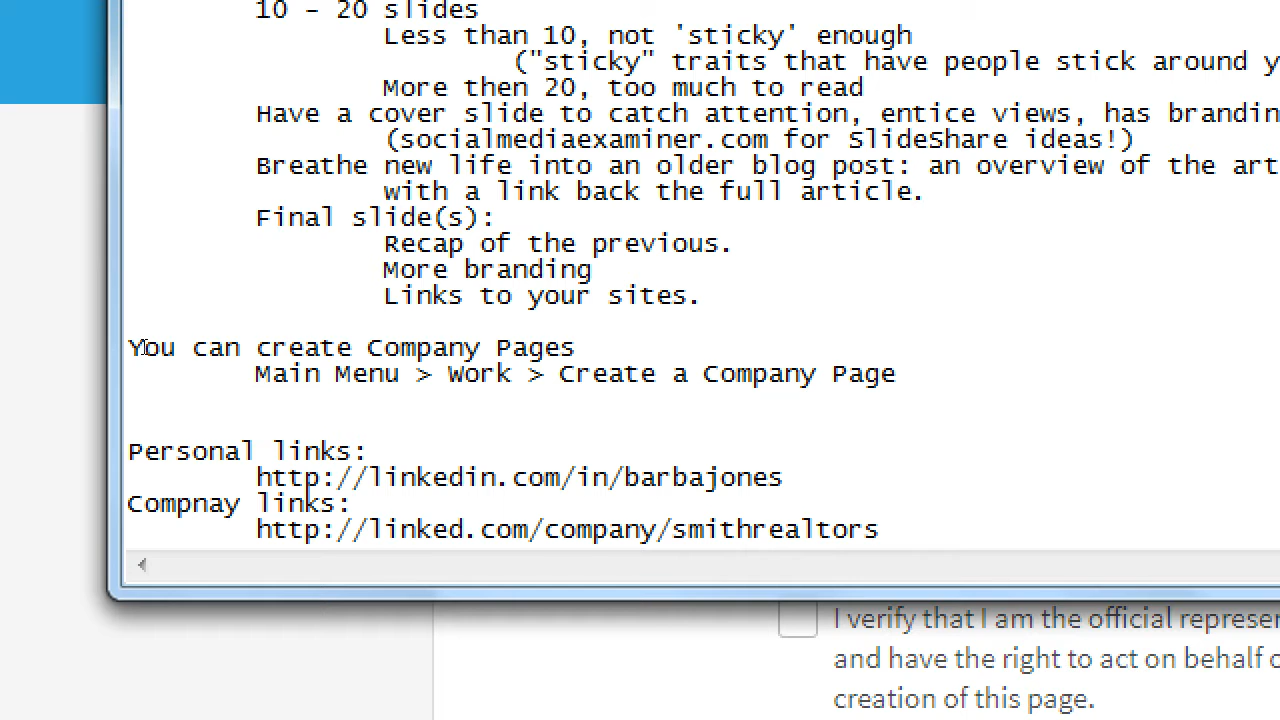 10 – 20 slides
Less than 10, not 'sticky' enough
("sticky" traits that have people stick around
More then 20, too much to read
Have a cover slide to catch attention, entice views, has
(socialmediaexaminer.com for SlideShare ideas!)
Breathe new life into an older blog post: an overview of the
with a link back the full article.
Final slide(s):
Recap of the previous.
More branding
Links to your sites.
You can create Company Pages
Main Menu > Work > Create a Company Page
Personal links:
http://linkedin.com/in/barbajones
Compnay links:
http://linked.com/company/smithrealtors
I verify that I am the official
and have the right to act on behalf
creation of this page.